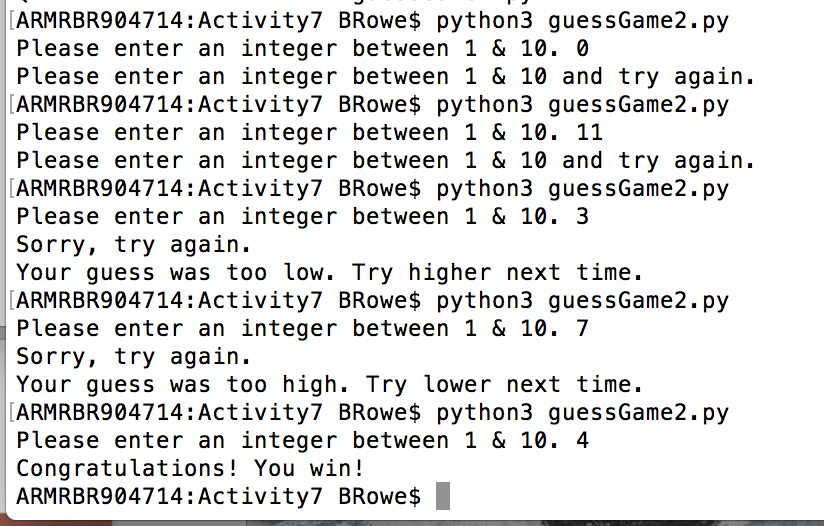 [ARMRBR904714:Activity7 BRowe$ python3 guessGame2.py
Please enter an integer between 1 & 10. 0
Please enter an integer between 1 & 10 and try again.
[ARMRBR904714:Activity7 BRowe$ python3 guessGame2.py
Please enter an integer between 1 & 10. 11
Please enter an integer between 1 & 10 and try again.
[ARMRBR904714:Activity7 BRowe$ python3 guessGame2.py
Please enter an integer between 1 & 10. 3
Sorry, try again.
Your guess was too low. Try higher next time.
[ARMRBR904714:Activity7 BRowe$ python3 guessGame2.py
Please enter an integer between 1 & 10. 7
Sorry, try again.
Your guess was too high. Try lower next time.
[ARMRBR904714:Activity7 BRowe$ python3 guessGame2.py
Please enter an integer between 1 & 10. 4
Congratulations! You win!
ARMRBR904714:Activity7 BRowe$